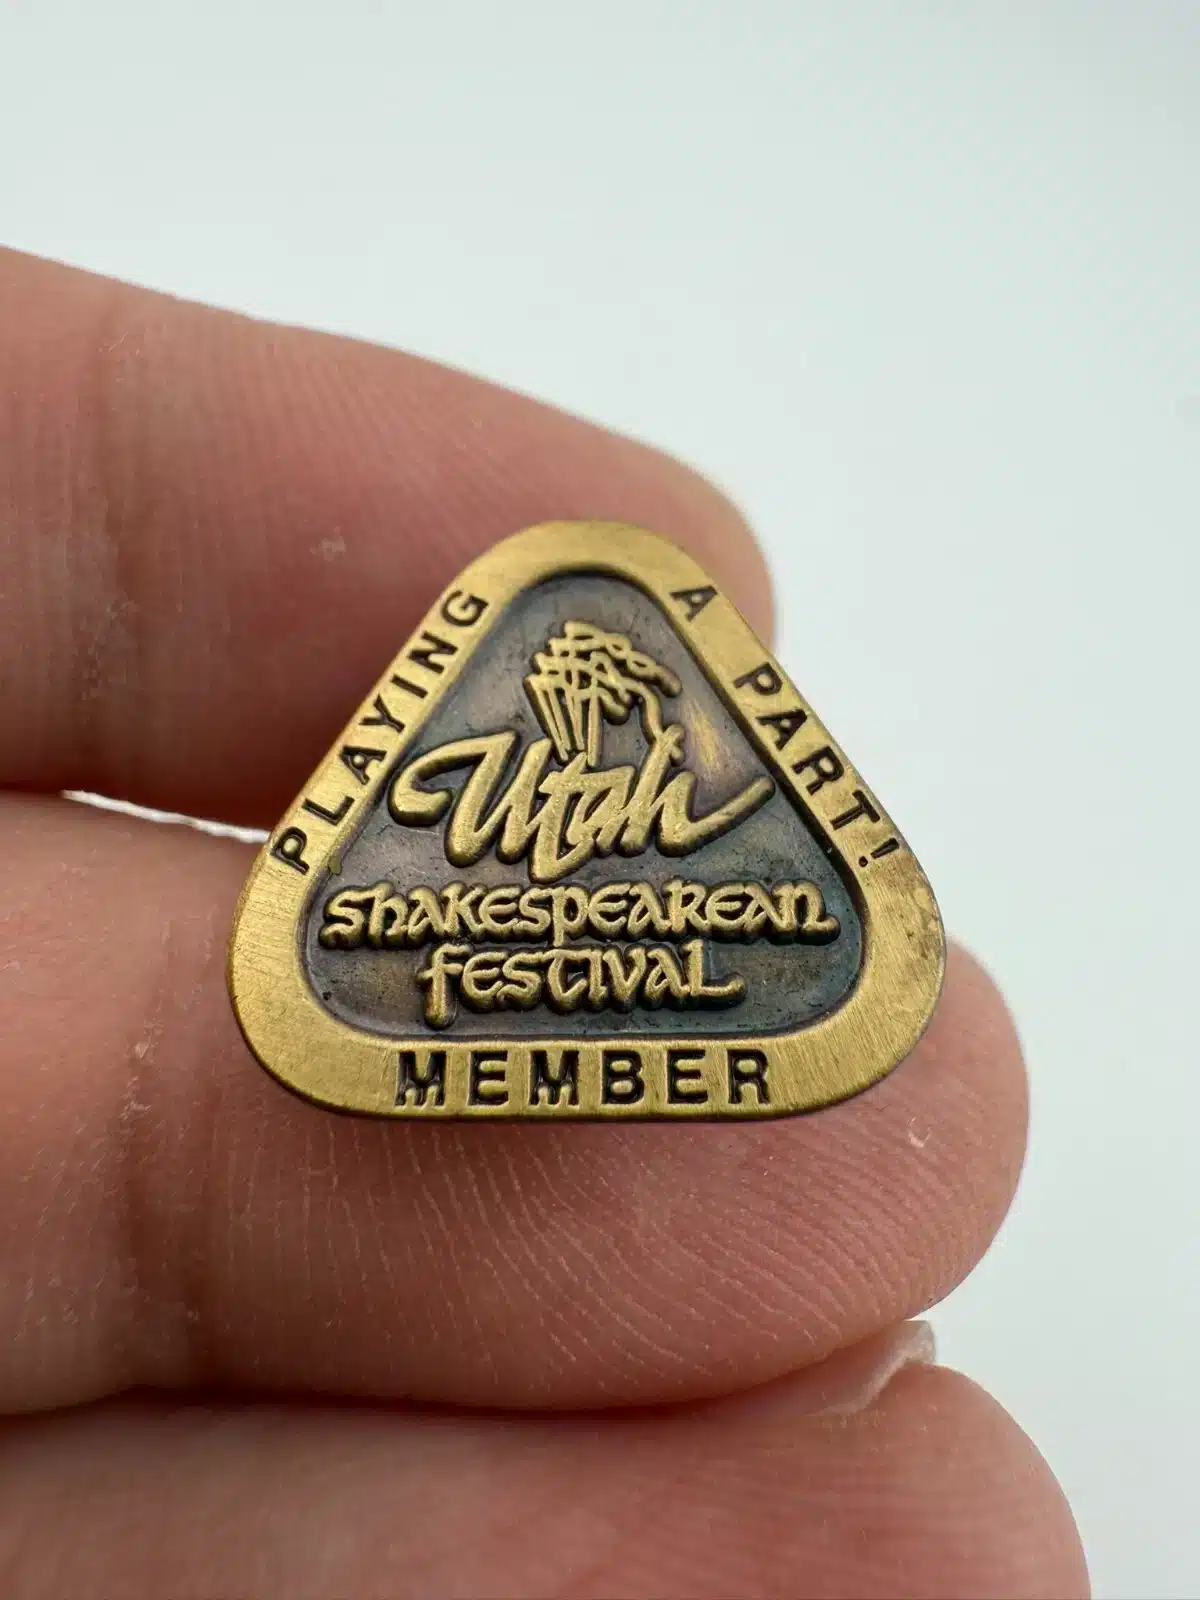 PLAYING
A PART!
Utah
Shakespearean
Festival
MEMBER